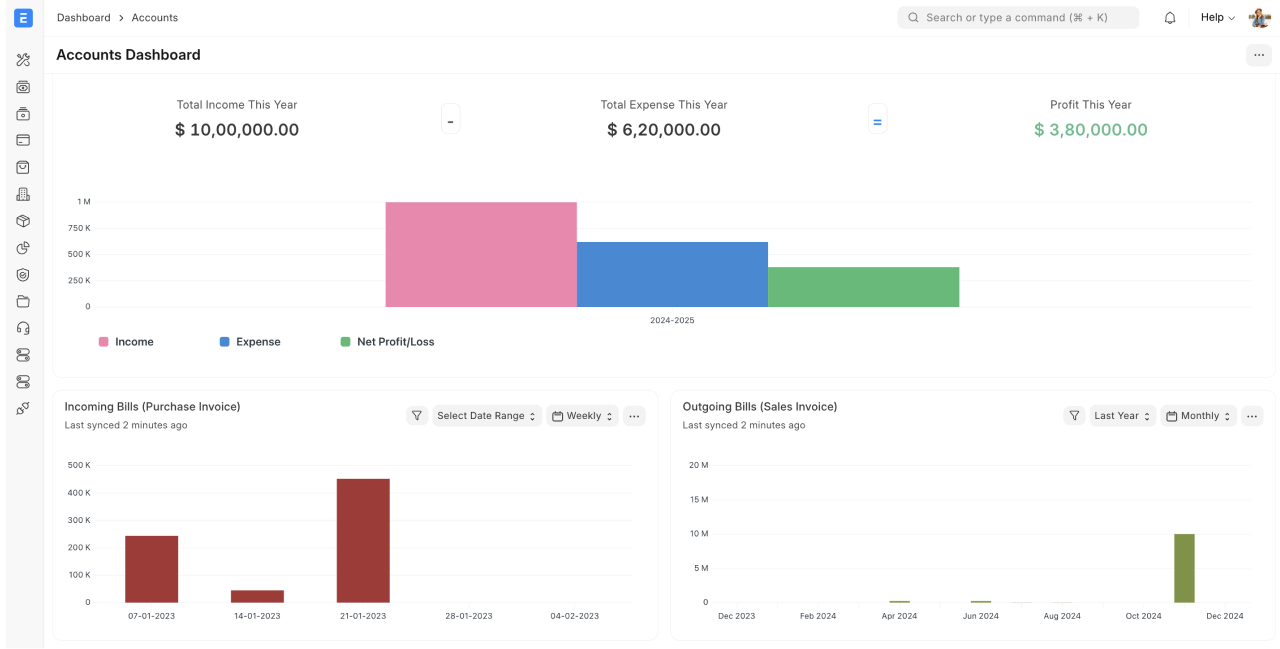 E
Dashboard > Accounts
Search or type a command (⌘ + K)
Help
Accounts Dashboard
Total Income This Year
$ 10,00,000.00
-
Total Expense This Year
$ 6,20,000.00
=
Profit This Year
$ 3,80,000.00
1 M
750 K
500 K
250 K
0
2024-2025
Income Expense Net Profit/Loss
Incoming Bills (Purchase Invoice)
Last synced 2 minutes ago
Select Date Range
Weekly
500 K
400 K
300 K
200 K
100 K
0
07-01-2023 14-01-2023 21-01-2023 28-01-2023 04-02-2023
Outgoing Bills (Sales Invoice)
Last synced 2 minutes ago
Last Year
Monthly
20 M
15 M
10 M
5 M
0
Dec 2023 Feb 2024 Apr 2024 Jun 2024 Aug 2024 Oct 2024 Dec 2024